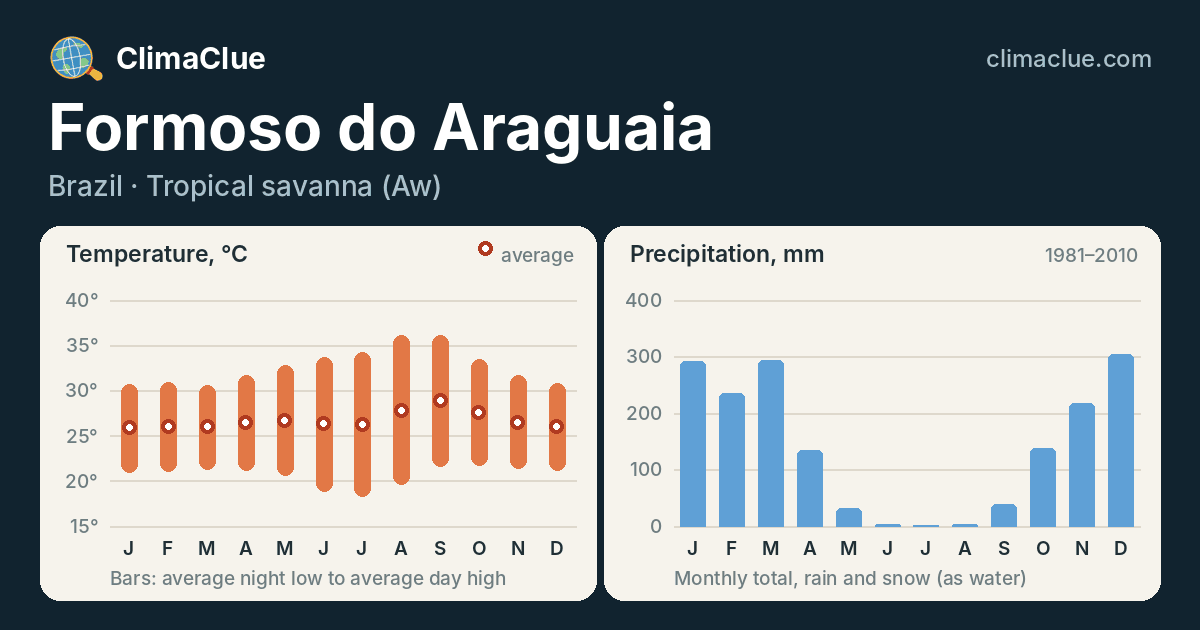 ClimaClue
climaclue.com
Formoso do Araguaia
Brazil · Tropical savanna (Aw)
Temperature, °C
average
40°
35°
30°
25°
20°
15°
J F M A M J J A S O N D
Bars: average night low to average day high
Precipitation, mm
1981–2010
400
300
200
100
0
J F M A M J J A S O N D
Monthly total, rain and snow (as water)